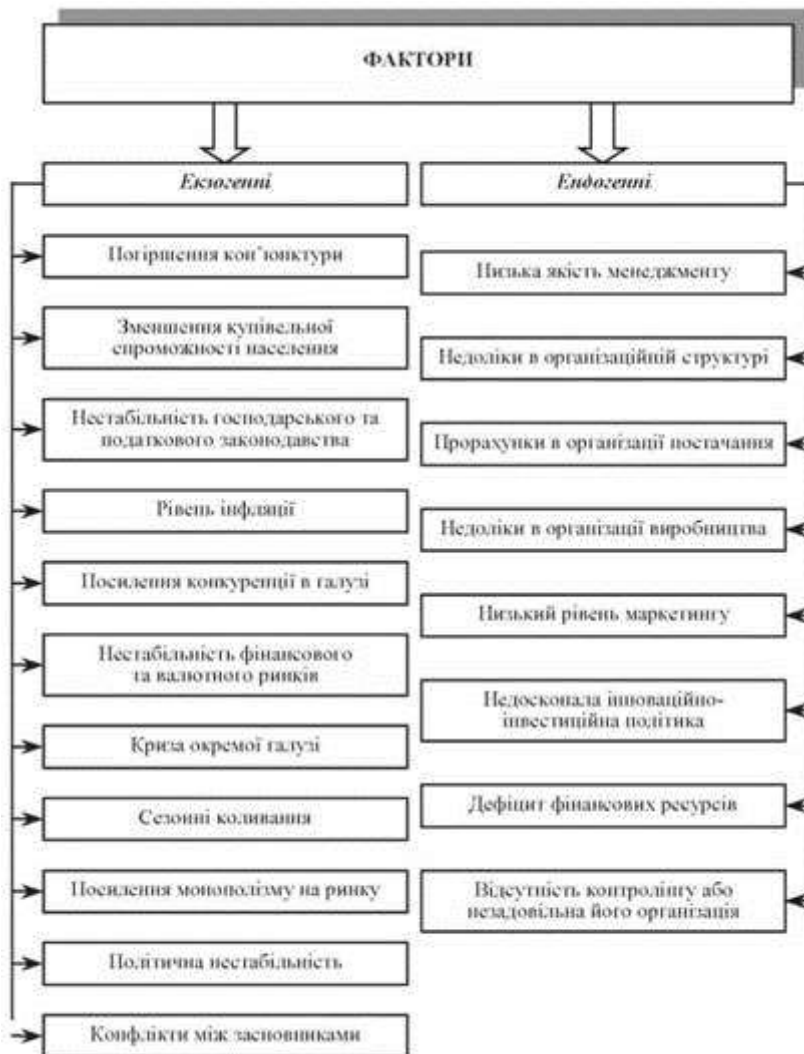 ФАКТОРИ
Екзогенні
Погіршення кон’юнктури
Зменшення купівельної
спроможності населення
Нестабільність господарського та
податкового законодавства
Рівень інфляції
Посилення конкуренції в галузі
Нестабільність фінансового
та валютного ринків
Криза окремої галузі
Сезонні коливання
Посилення монополізму на ринку
Політична нестабільність
Конфлікти між засновниками
Ендогенні
Низька якість менеджменту
Недоліки в організаційній структурі
Прорахунки в організації постачання
Недоліки в організації виробництва
Низький рівень маркетингу
Недосконала інноваційно-
інвестиційна політика
Дефіцит фінансових ресурсів
Відсутність контролінгу або
незадовільна його організація